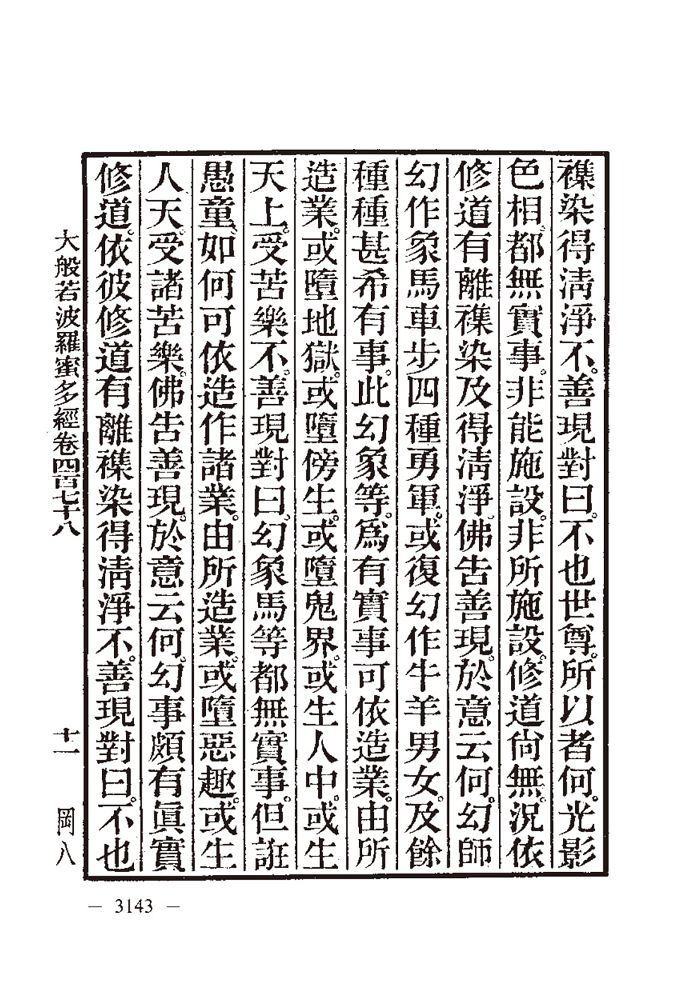 襍染得淸淨不善現對曰不也世尊所以者何光影
色相都無實事非能施設非所施設修道尙無況依
修道有離襍染及得淸淨佛告善現於意云何幻師
幻作象馬車步四種勇軍或復幻作牛羊男女及餘
種種甚希有事此幻象等爲有實事可依造業由所
造業或墮地獄或墮傍生或墮鬼界或生人中或生
天上受苦樂不善現對曰幻象馬等都無實事但誑
愚童如何可依造作諸業由所造業或墮惡趣或生
人天受諸苦樂佛告善現於意云何幻事頗有眞實
修道依彼修道有離襍染得淸淨不善現對曰不也
大般若波羅蜜多經卷四百七十八 十一 岡八
— 3143 —